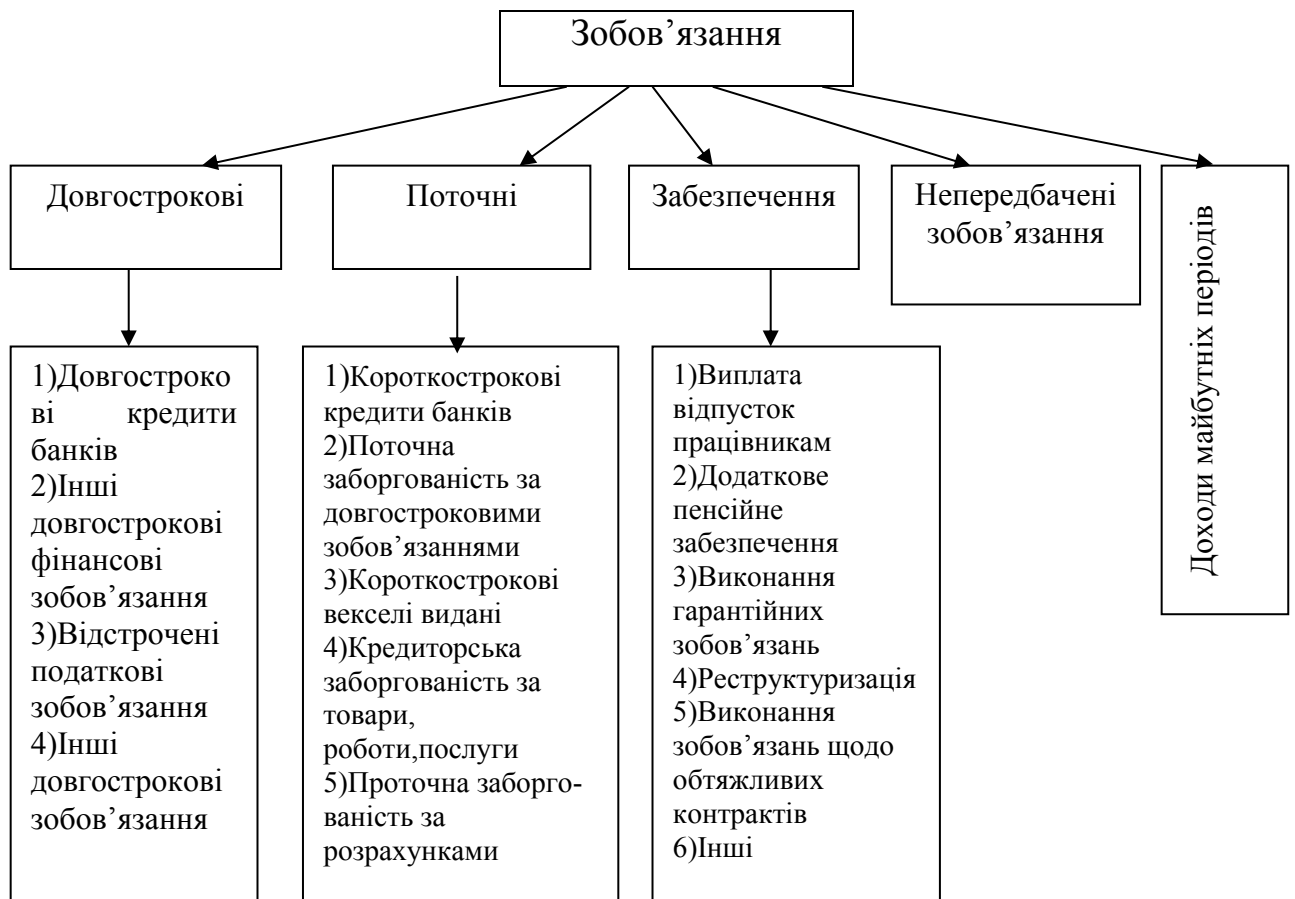 Зобов’язання
Довгострокові
Поточні
Забезпечення
Непередбачені
зобов’язання
Доходи майбутніх періодів
1)Довгостроко
ві кредити
банків
2)Інші
довгострокові
фінансові
зобов’язання
3)Відстрочені
податкові
зобов’язання
4)Інші
довгострокові
зобов’язання
1)Короткострокові
кредити банків
2)Поточна
заборгованість за
довгостроковими
зобов’язаннями
3)Короткострокові
векселі видані
4)Кредиторська
заборгованість за
товари,
роботи,послуги
5)Проточна заборго-
ваність за
розрахунками
1)Виплата
відпусток
працівникам
2)Додаткове
пенсійне
забезпечення
3)Виконання
гарантійних
зобов’язань
4)Реструктуризація
5)Виконання
зобов’язань щодо
обтяжливих
контрактів
6)Інші